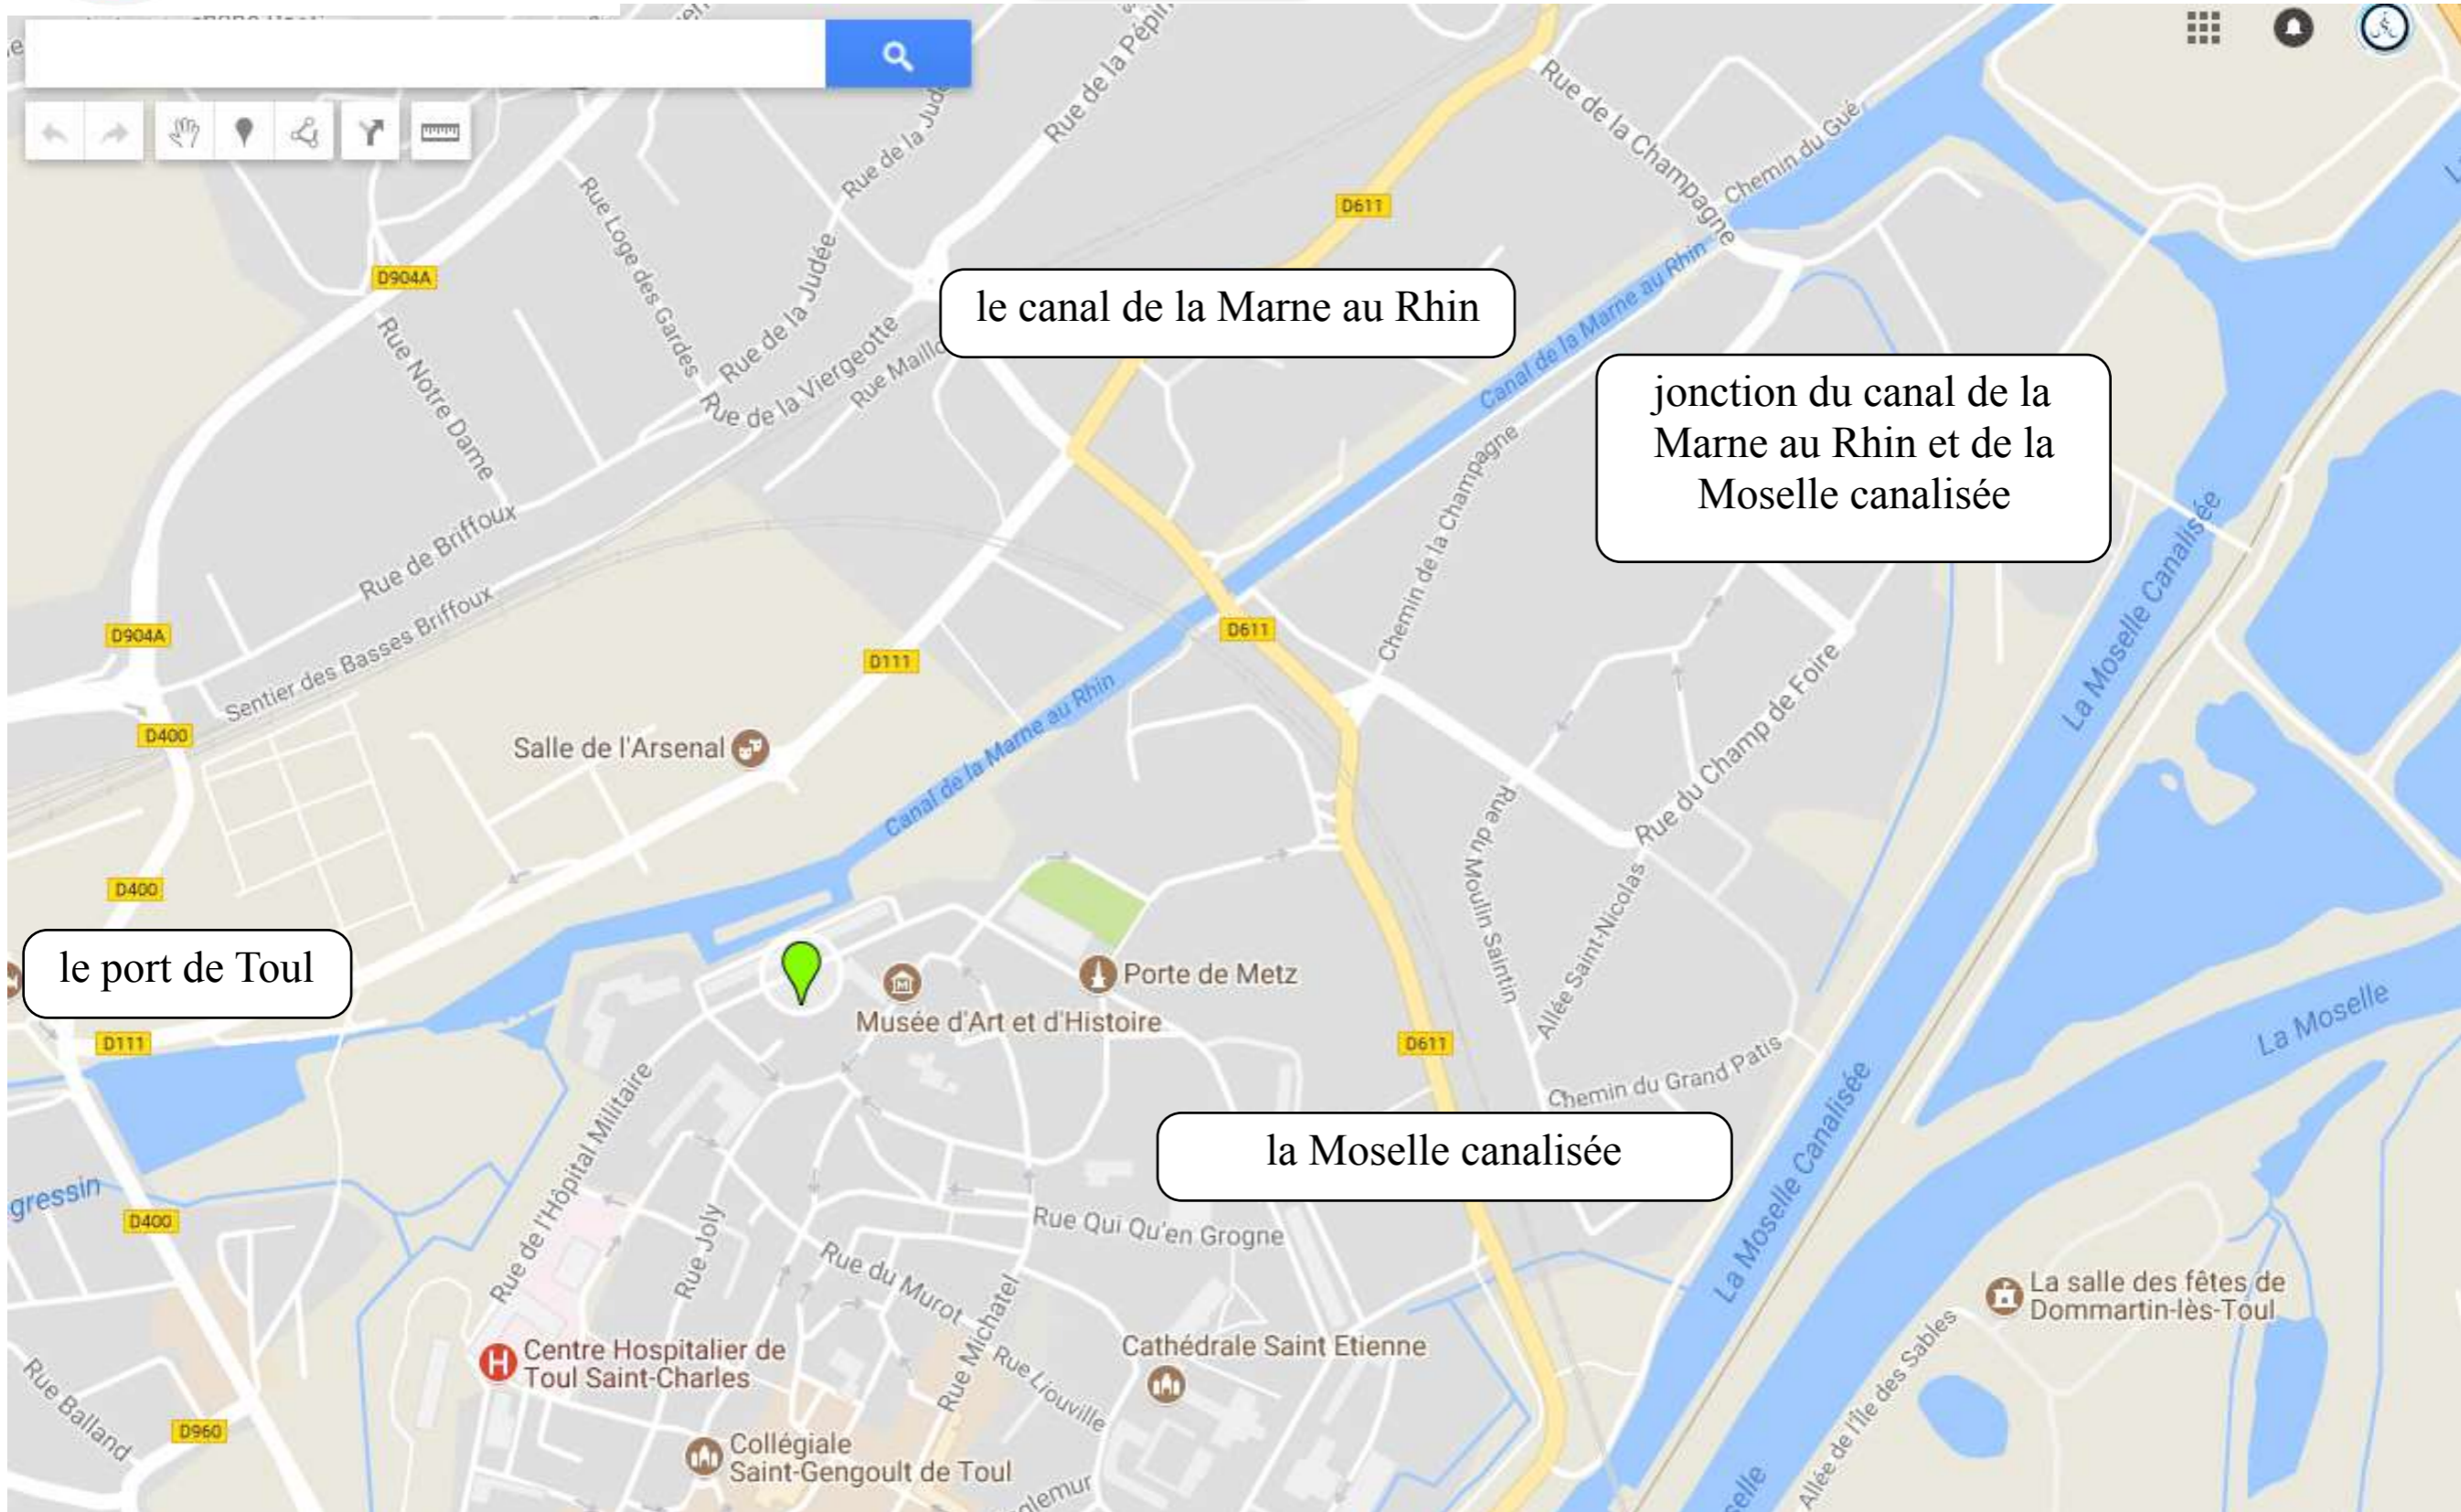 Rue de la Pépin
Rue de la Judé
Rue de la Champagne
Chemin du Gué
Rue Loge des Gardes
D611
Rue de la Judée
D904A
le canal de la Marne au Rhin
Canal de la Marne au Rhin
Rue Notre Dame
Rue de la Viergeotte
Rue Maillo
jonction du canal de la
Marne au Rhin et de la
Moselle canalisée
Chemin de la Champagne
Rue de Briffoux
La Moselle Canalisée
D904A
Sentier des Basses Briffoux
D611
D111
D400
Salle de l'Arsenal
Canal de la Marne au Rhin
Rue du Champ de Foire
Rue du Moulin Saintin
D400
Allée Saint-Nicolas
le port de Toul
Porte de Metz
Musée d'Art et d'Histoire
La Moselle
D111
D611
Chemin du Grand Patis
la Moselle canalisée
La Moselle Canalisée
gressin
D400
Rue de l'Hôpital Militaire
Rue Joly
Rue Qui Qu'en Grogne
Rue du Murot
La salle des fêtes de
Dommartin-lès-Toul
Centre Hospitalier de
Toul Saint-Charles
Rue Michatel
Rue Liouville
Cathédrale Saint Etienne
Rue Balland
D960
Collégiale
Saint-Gengoult de Toul
glemur
selle
Allée de l'Île des Sables